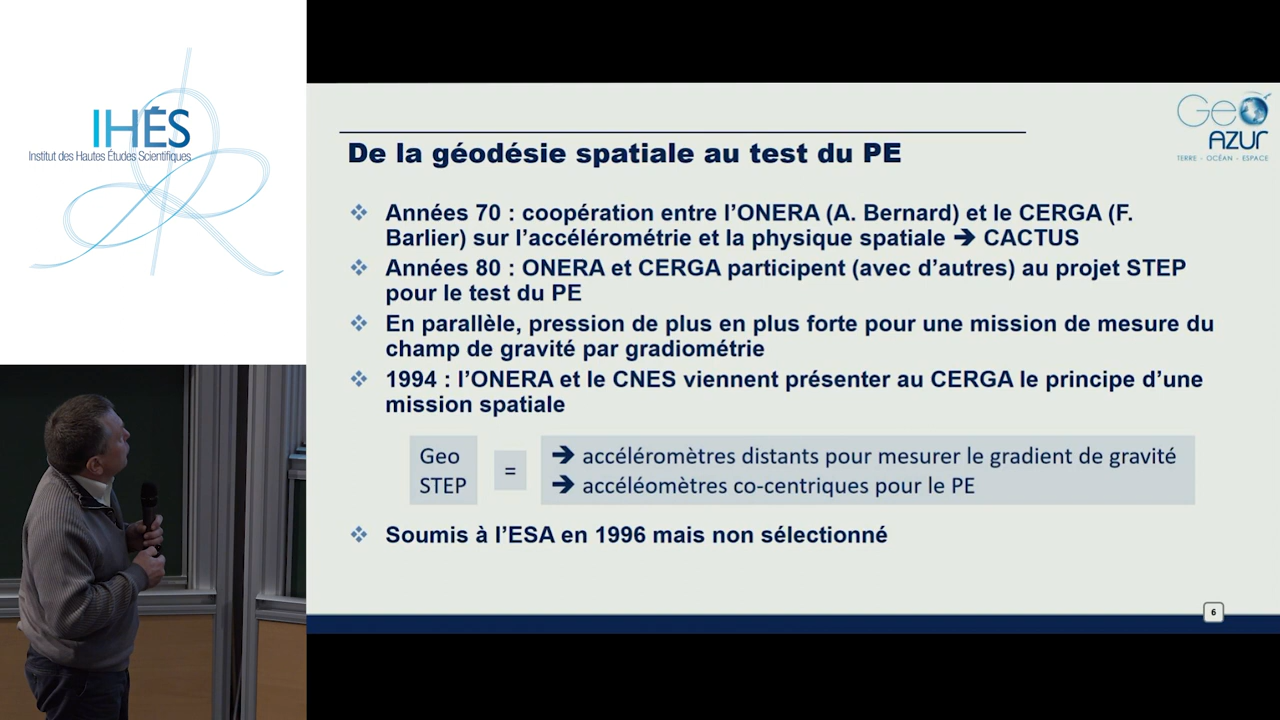 IHÉS
Institut des Hautes Études Scientifiques
Geo
AZUr
TERRE - OCÉAN - ESPACE
De la géodésie spatiale au test du PE
Années 70 : coopération entre l'ONERA (A. Bernard) et le CERGA (F.
Barlier) sur l'accélérométrie et la physique spatiale ➔ CACTUS
Années 80 : ONERA et CERGA participent (avec d'autres) au projet STEP
pour le test du PE
En parallèle, pression de plus en plus forte pour une mission de mesure du
champ de gravité par gradiométrie
1994 : l'ONERA et le CNES viennent présenter au CERGA le principe d'une
mission spatiale
Geo
STEP
=
➔ accéléromètres distants pour mesurer le gradient de gravité
➔ accéléomètres co-centriques pour le PE
Soumis à l'ESA en 1996 mais non sélectionné
6